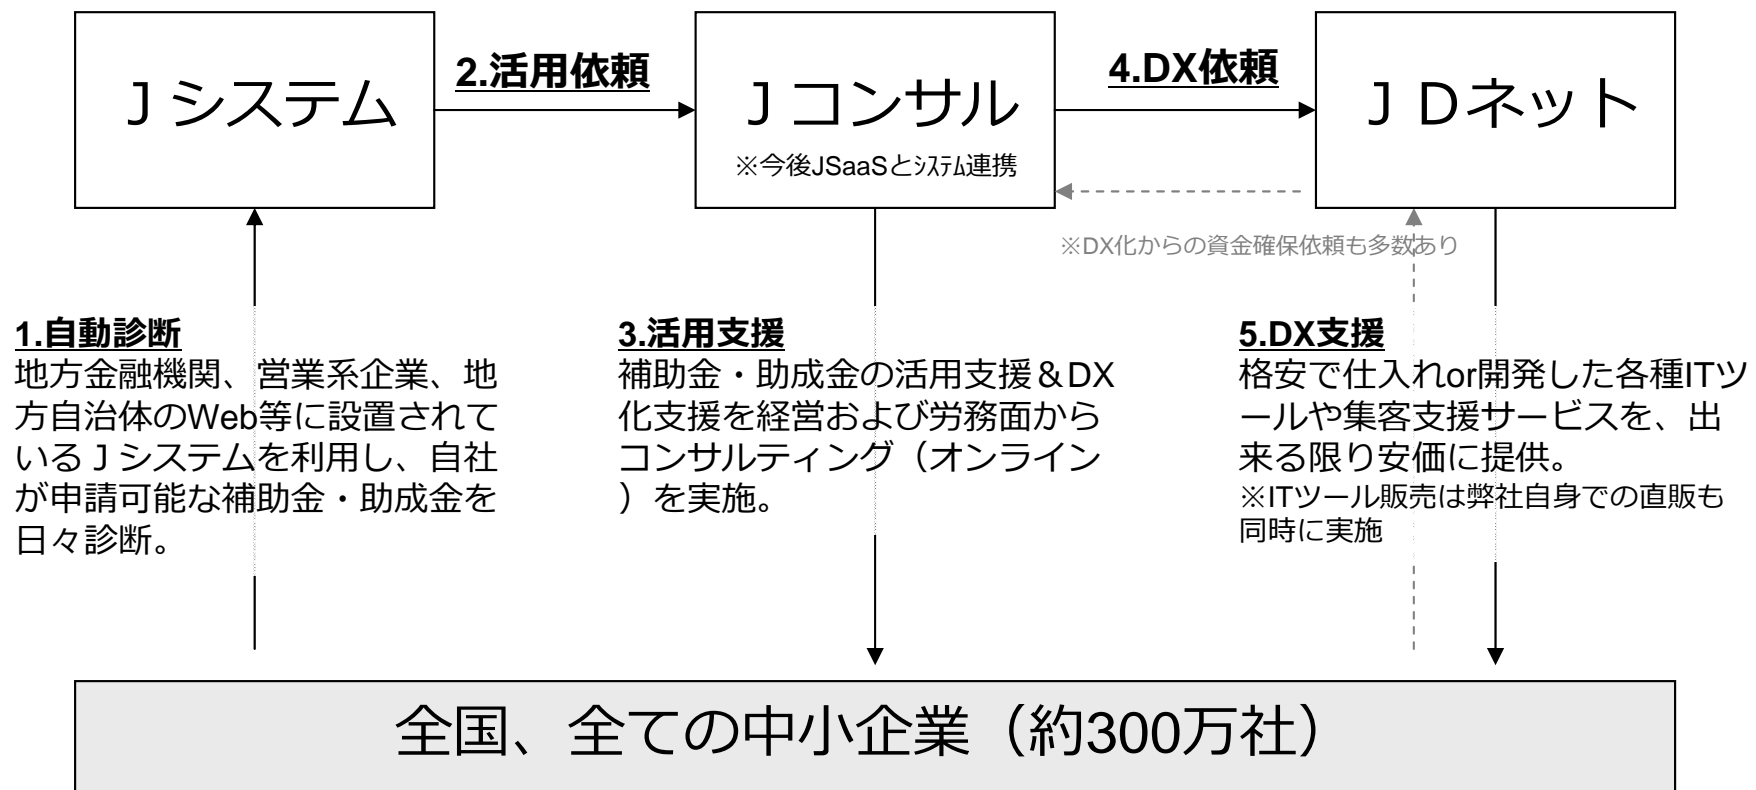 Ｊシステム
2.活用依頼
Ｊコンサル
※今後JSaaSとｼｽﾃﾑ連携
4.DX依頼
ＪＤネット
※DX化からの資金確保依頼も多数あり
1.自動診断
地方金融機関、営業系企業、地
方自治体のWeb等に設置されて
いるＪシステムを利用し、自社
が申請可能な補助金・助成金を
日々診断。
3.活用支援
補助金・助成金の活用支援＆DX
化支援を経営および労務面から
コンサルティング（オンライン
）を実施。
5.DX支援
格安で仕入れor開発した各種ITツ
ールや集客支援サービスを、出
来る限り安価に提供。
※ITツール販売は弊社自身での直販も
同時に実施
全国、全ての中小企業（約300万社）